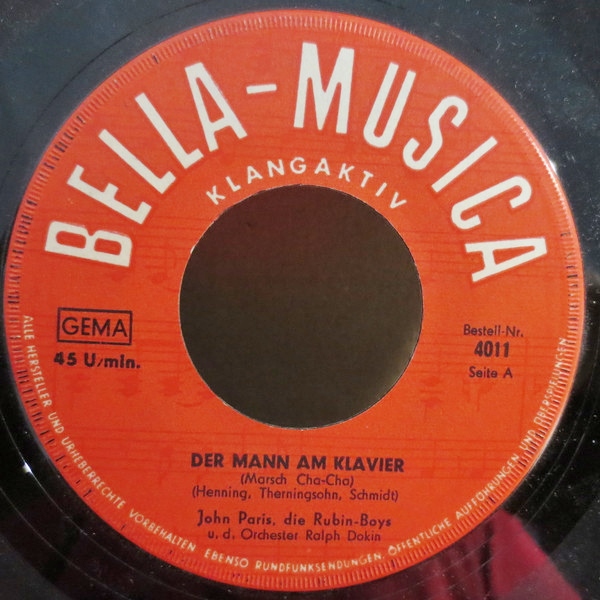 BELLA-MUSICA
KLANGAKTIV
GEMA
45 U/min.
Bestell-Nr.
4011
Seite A
DER MANN AM KLAVIER
(Marsch Cha-Cha)
(Henning, Therningsohn, Schmidt)
John Paris, die Rubin-Boys
u. d. Orchester Ralph Dokin
ALLE HERSTELLER UND URHEBERRECHTE VORBEHALTEN EBENSO RUNDFUNKSENDUNGEN ÖFFENTLICHE AUFFÜHRUNGEN UND ÜBERSPIELUNGEN